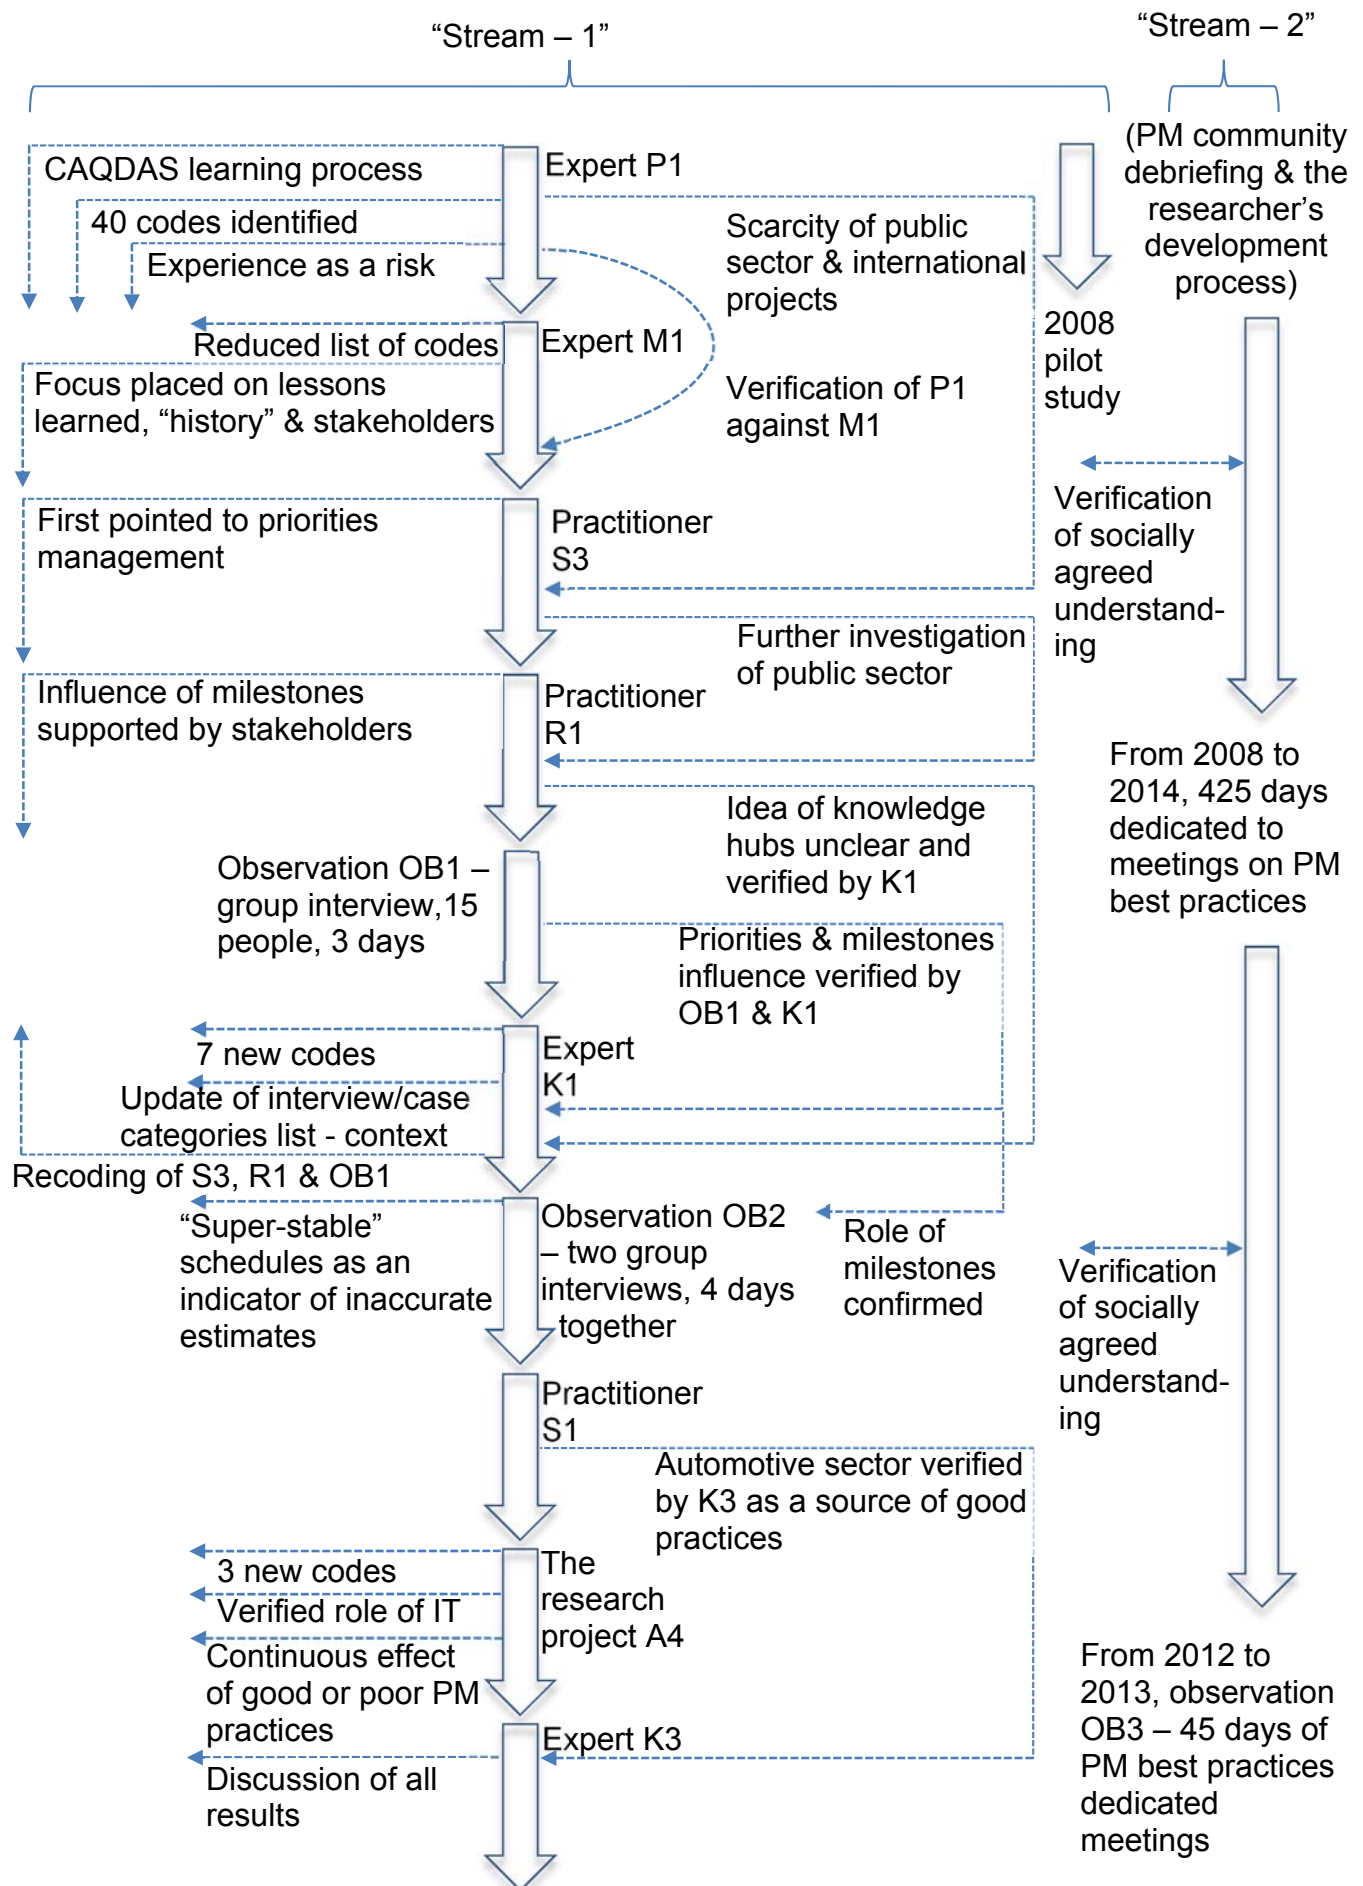 “Stream – 1”
“Stream – 2”
CAQDAS learning process
40 codes identified
Experience as a risk
Expert P1
Scarcity of public
sector & international
projects
2008
pilot
study
(PM community
debriefing & the
researcher’s
development
process)
Reduced list of codes
Expert M1
Focus placed on lessons
learned, “history” & stakeholders
Verification of P1
against M1
First pointed to priorities
management
Practitioner
S3
Verification
of socially
agreed
understand-
ing
Further investigation
of public sector
Influence of milestones
supported by stakeholders
Practitioner
R1
From 2008 to
2014, 425 days
dedicated to
meetings on PM
best practices
Idea of knowledge
hubs unclear and
verified by K1
Observation OB1 –
group interview,15
people, 3 days
Priorities & milestones
influence verified by
OB1 & K1
7 new codes
Expert
K1
Update of interview/case
categories list - context
Recoding of S3, R1 & OB1
“Super-stable”
schedules as an
indicator of inaccurate
estimates
Observation OB2
– two group
interviews, 4 days
together
Role of
milestones
confirmed
Verification
of socially
agreed
understand-
ing
Practitioner
S1
Automotive sector verified
by K3 as a source of good
practices
3 new codes
Verified role of IT
Continuous effect
of good or poor PM
practices
The
research
project A4
From 2012 to
2013, observation
OB3 – 45 days of
PM best practices
dedicated
meetings
Expert K3
Discussion of all
results